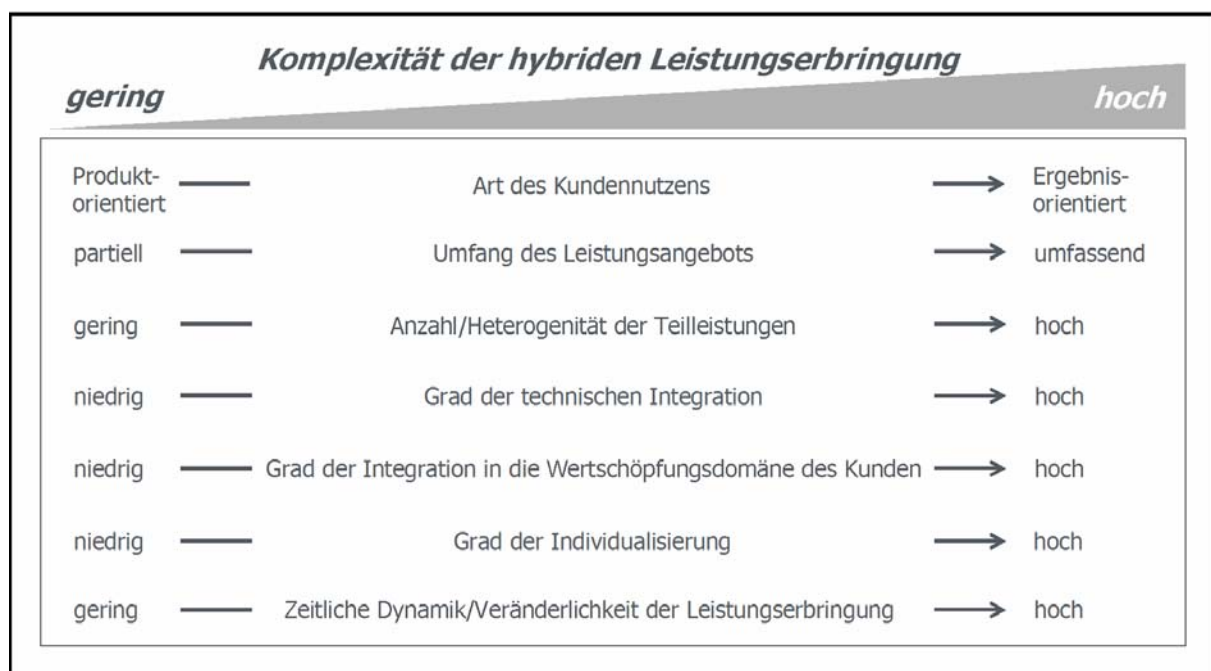 Komplexität der hybriden Leistungserbringung
gering hoch
Produkt- Art des Kundennutzens Ergebnis-
orientiert orientiert
partiell Umfang des Leistungsangebots umfassend
gering Anzahl/Heterogenität der Teilleistungen hoch
niedrig Grad der technischen Integration hoch
niedrig Grad der Integration in die Wertschöpfungsdomäne des Kunden hoch
niedrig Grad der Individualisierung hoch
gering Zeitliche Dynamik/Veränderlichkeit der Leistungserbringung hoch